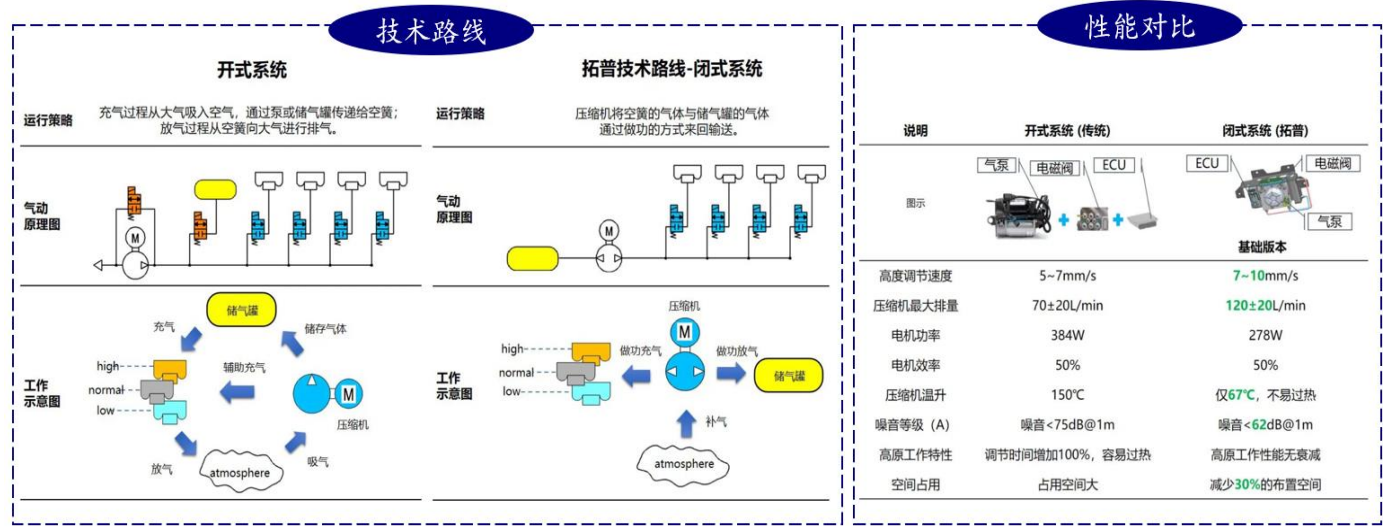 技术路线
开式系统
运行策略
充气过程从大气吸入空气，通过泵或储气罐传递给空簧；
放气过程从空簧向大气进行排气。
气动
原理图
M
工作
示意图
储气罐
充气
储存气体
high
normal
low
辅助充气
M
压缩机
放气
atmosphere
吸气
拓普技术路线-闭式系统
运行策略
压缩机将空簧的气体与储气罐的气体
通过做功的方式来回输送。
气动
原理图
M
工作
示意图
压缩机
M
high
normal
low
做功充气
做功放气
储气罐
补气
atmosphere
性能对比
说明 开式系统 (传统) 闭式系统 (拓普)
图示
气泵 电磁阀 ECU
ECU 电磁阀
气泵
基础版本
高度调节速度 5~7mm/s 7~10mm/s
压缩机最大排量 70±20L/min 120±20L/min
电机功率 384W 278W
电机效率 50% 50%
压缩机温升 150℃ 仅67℃，不易过热
噪音等级（A） 噪音<75dB@1m 噪音<62dB@1m
高原工作特性 调节时间增加100%，容易过热 高原工作性能无衰减
空间占用 占用空间大 减少30%的布置空间